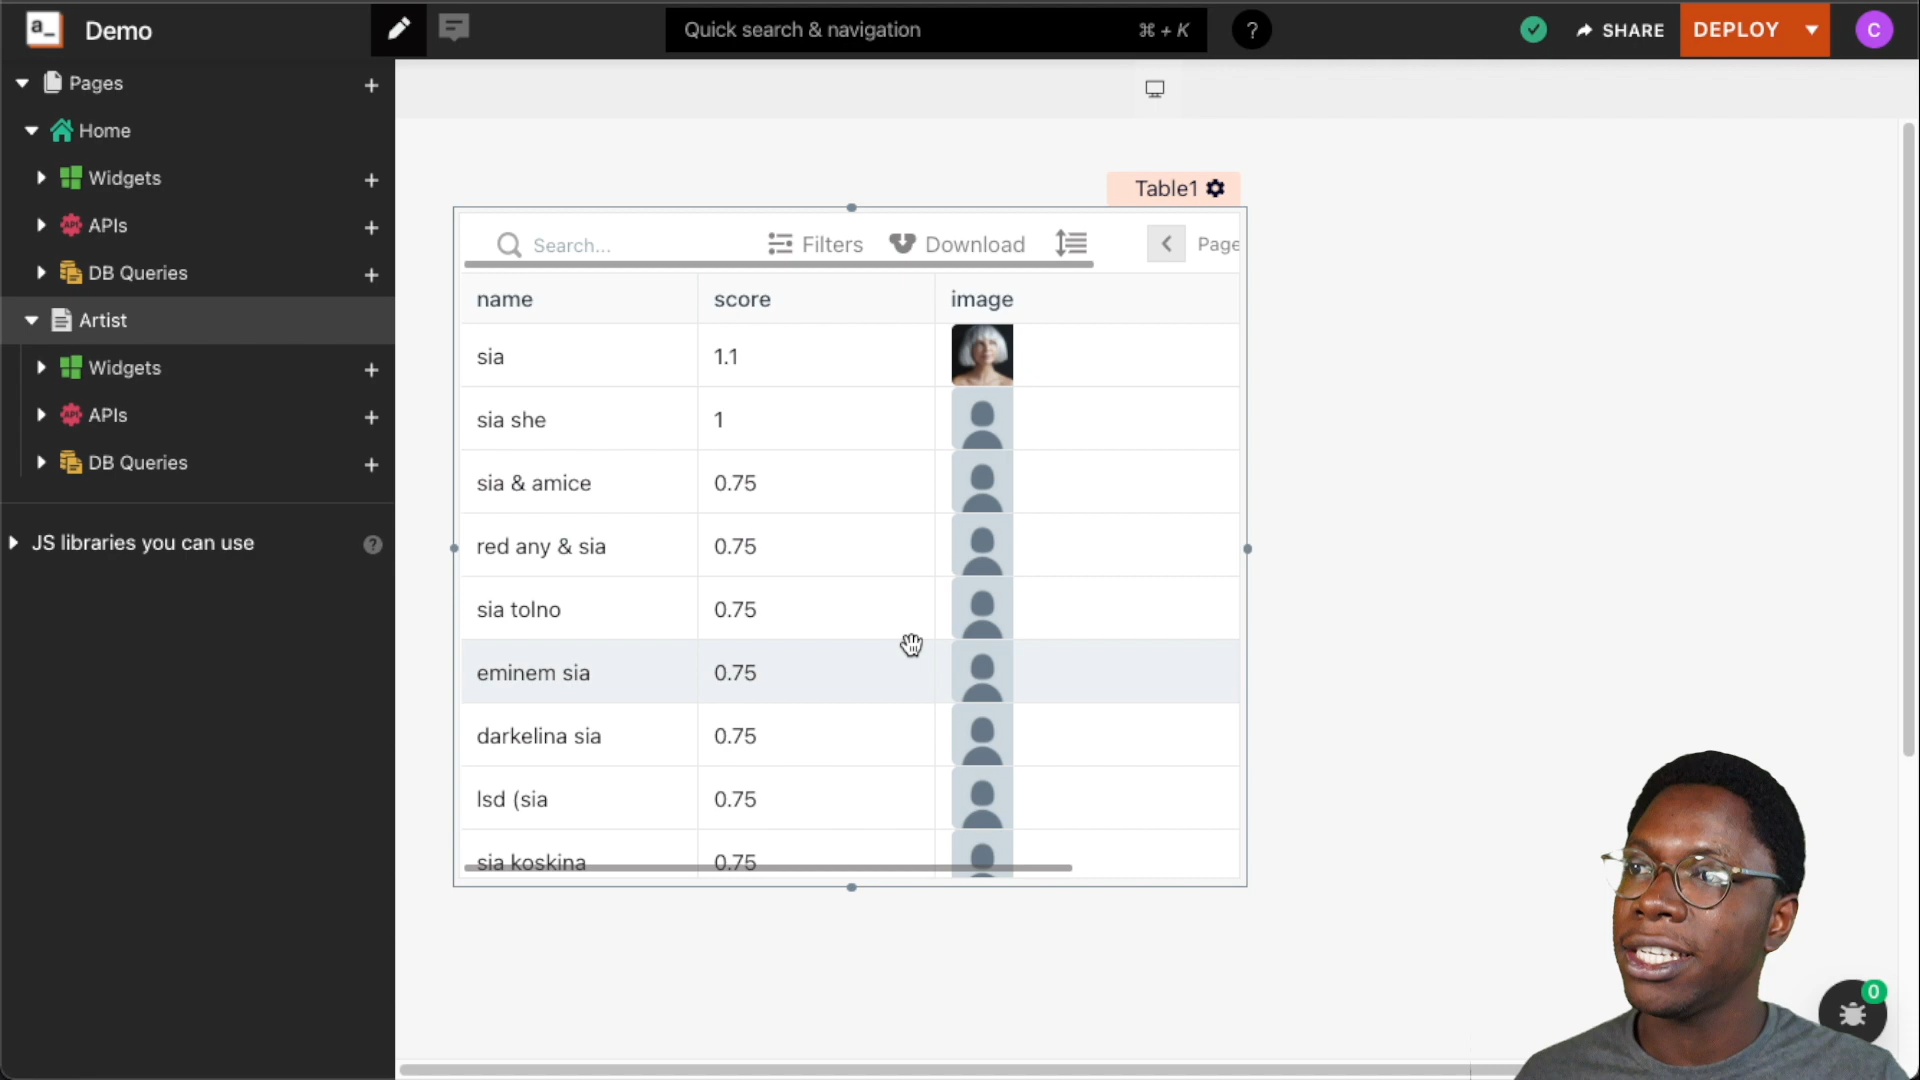 a_ Demo
Quick search & navigation ⌘ + K ?
SHARE DEPLOY C
Pages +
Home
Widgets +
APIs +
DB Queries +
Artist
Widgets +
APIs +
DB Queries +
JS libraries you can use ?
Table1
Search... Filters Download Page
name score image
sia 1.1
sia she 1
sia & amice 0.75
red any & sia 0.75
sia tolno 0.75
eminem sia 0.75
darkelina sia 0.75
lsd (sia 0.75
sia koskina 0.75
0